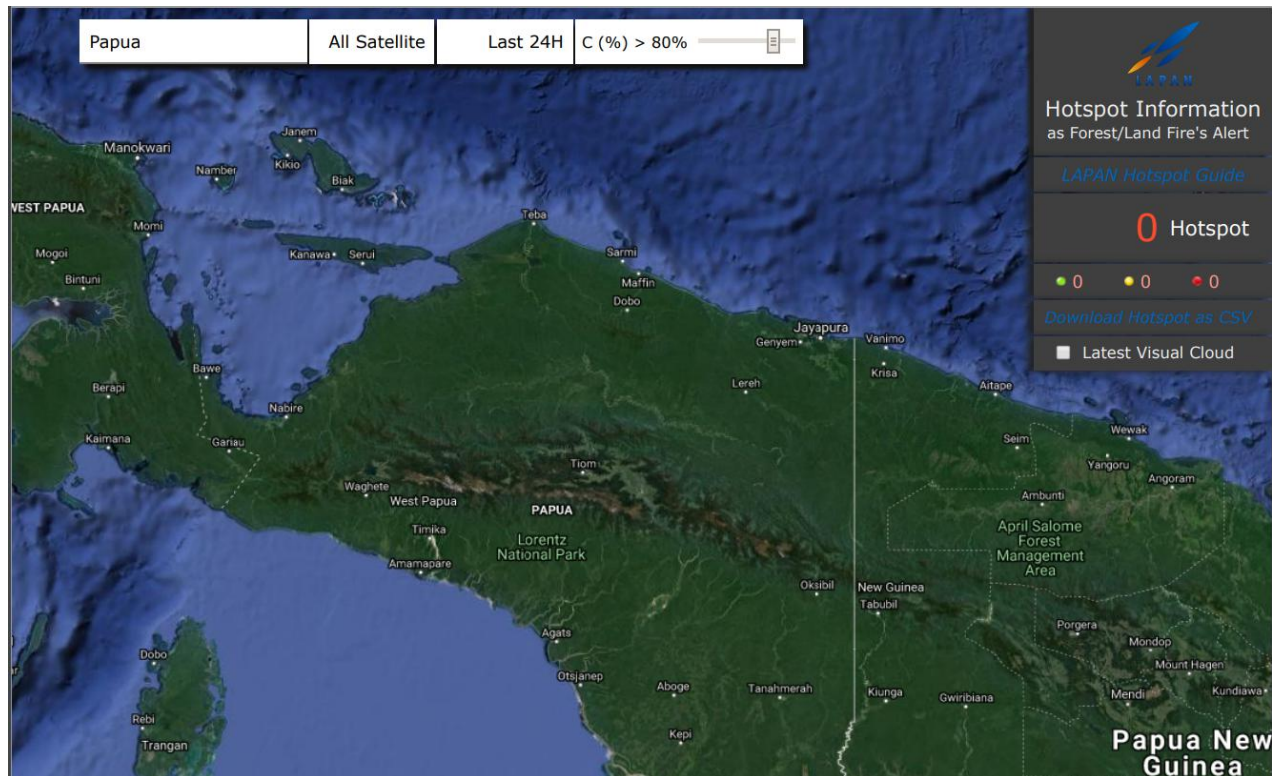 Papua
All Satellite
Last 24H
C (%) > 80%
LAPAN
Hotspot Information
as Forest/Land Fire's Alert
LAPAN Hotspot Guide
0 Hotspot
0 0 0
Download Hotspot as CSV
Latest Visual Cloud
Janem
Manokwari
Kikio
Namber
Biak
WEST PAPUA
Teba
Momi
Mogoi
Kanawa
Serui
Sarmi
Bintuni
Maffin
Dobo
Jayapura
Genyem
Vanimo
Bawe
Krisa
Berapi
Lereh
Aitape
Nabire
Kaimana
Gariau
Seim
Wewak
Yangoru
Tiom
Angoram
Waghete
West Papua
PAPUA
Ambunti
Timika
Lorentz
National Park
April Salome
Forest
Management
Area
Amamapare
Oksibil
New Guinea
Tabubil
Agats
Porgera
Mondop
Dobo
Mount Hagen
Otsjanep
Aboge
Tanahmerah
Kiunga
Gwiribiana
Mendi
Kundiawa
Rebi
Kepi
Trangan
Papua New
Guinea